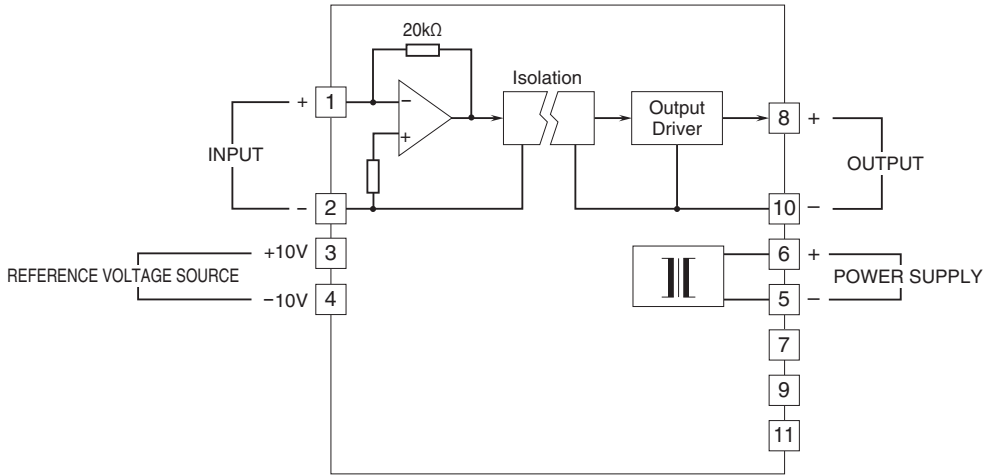 20kΩ
Isolation
+ 1
−
Output
Driver
8 +
INPUT
+
OUTPUT
− 2
10 −
+10V 3
6 +
REFERENCE VOLTAGE SOURCE
POWER SUPPLY
−10V 4
5 −
7
9
11